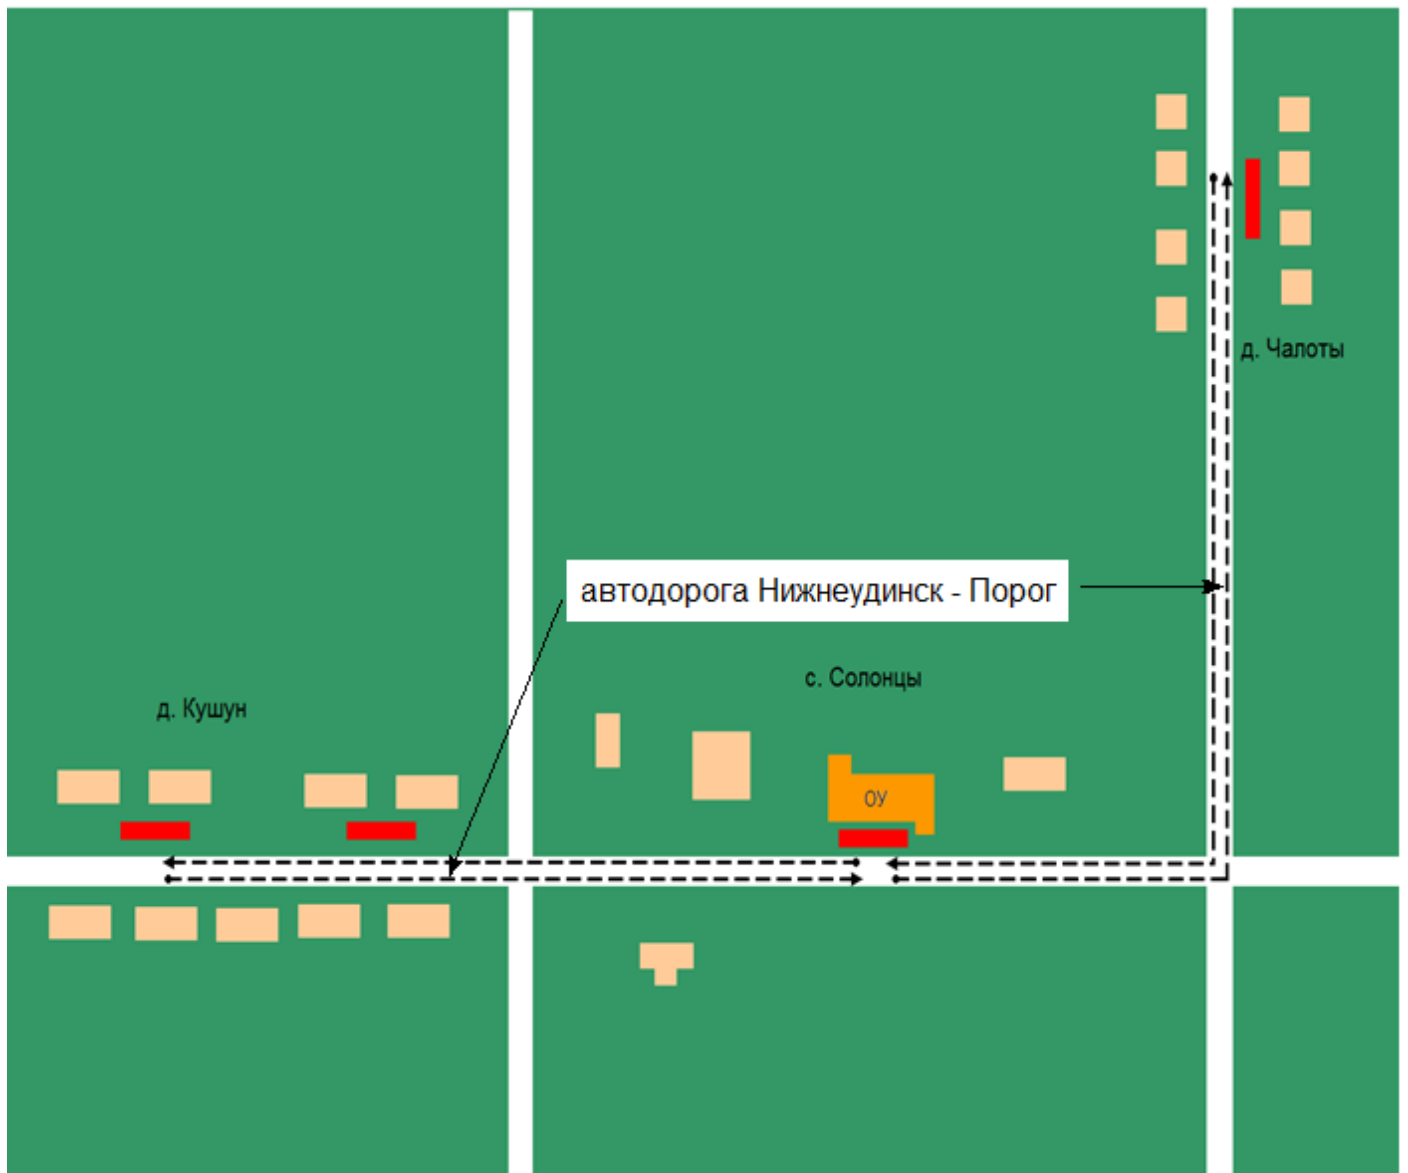 д. Чалоты
автодорога Нижнеудинск - Порог
с. Солонцы
д. Кушун
ОУ